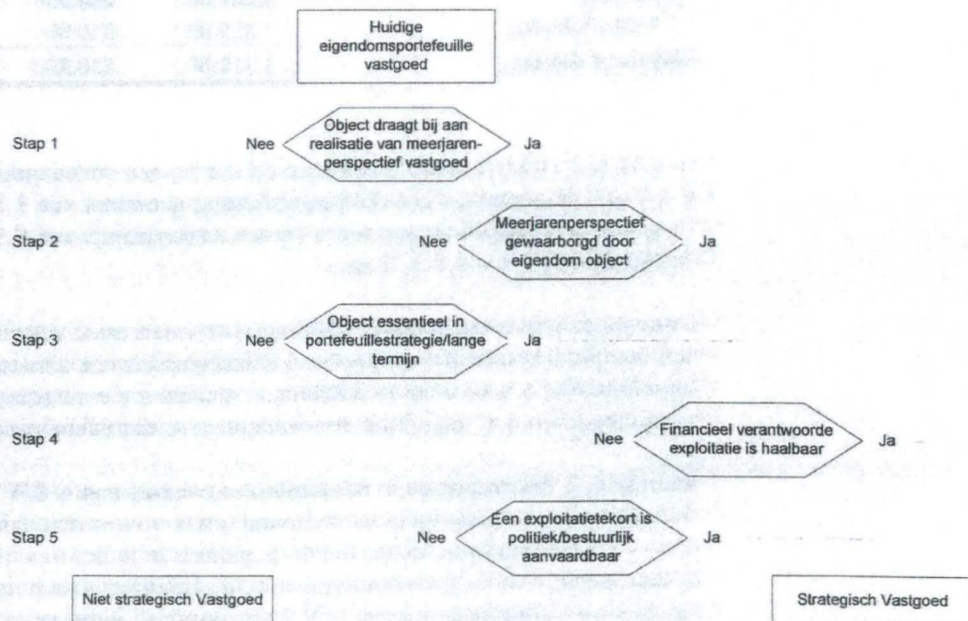 Huidige
eigendomsportefeuille
vastgoed
Stap 1
Nee
Object draagt bij aan
realisatie van meerjaren-
perspectief vastgoed
Ja
Stap 2
Nee
Meerjarenperspectief
gewaarborgd door
eigendom object
Ja
Stap 3
Nee
Object essentieel in
portefeuillestrategie/lange
termijn
Ja
Stap 4
Nee
Financieel verantwoorde
exploitatie is haalbaar
Ja
Stap 5
Nee
Een exploitatietekort is
politiek/bestuurlijk
aanvaardbaar
Ja
Niet-strategisch Vastgoed
Strategisch Vastgoed